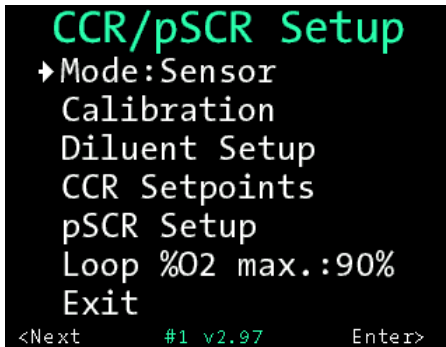 CCR/pSCR Setup
Mode:Sensor
Calibration
Diluent Setup
CCR Setpoints
pSCR Setup
Loop %O2 max.:90%
Exit
<Next #1 v2.97 Enter>